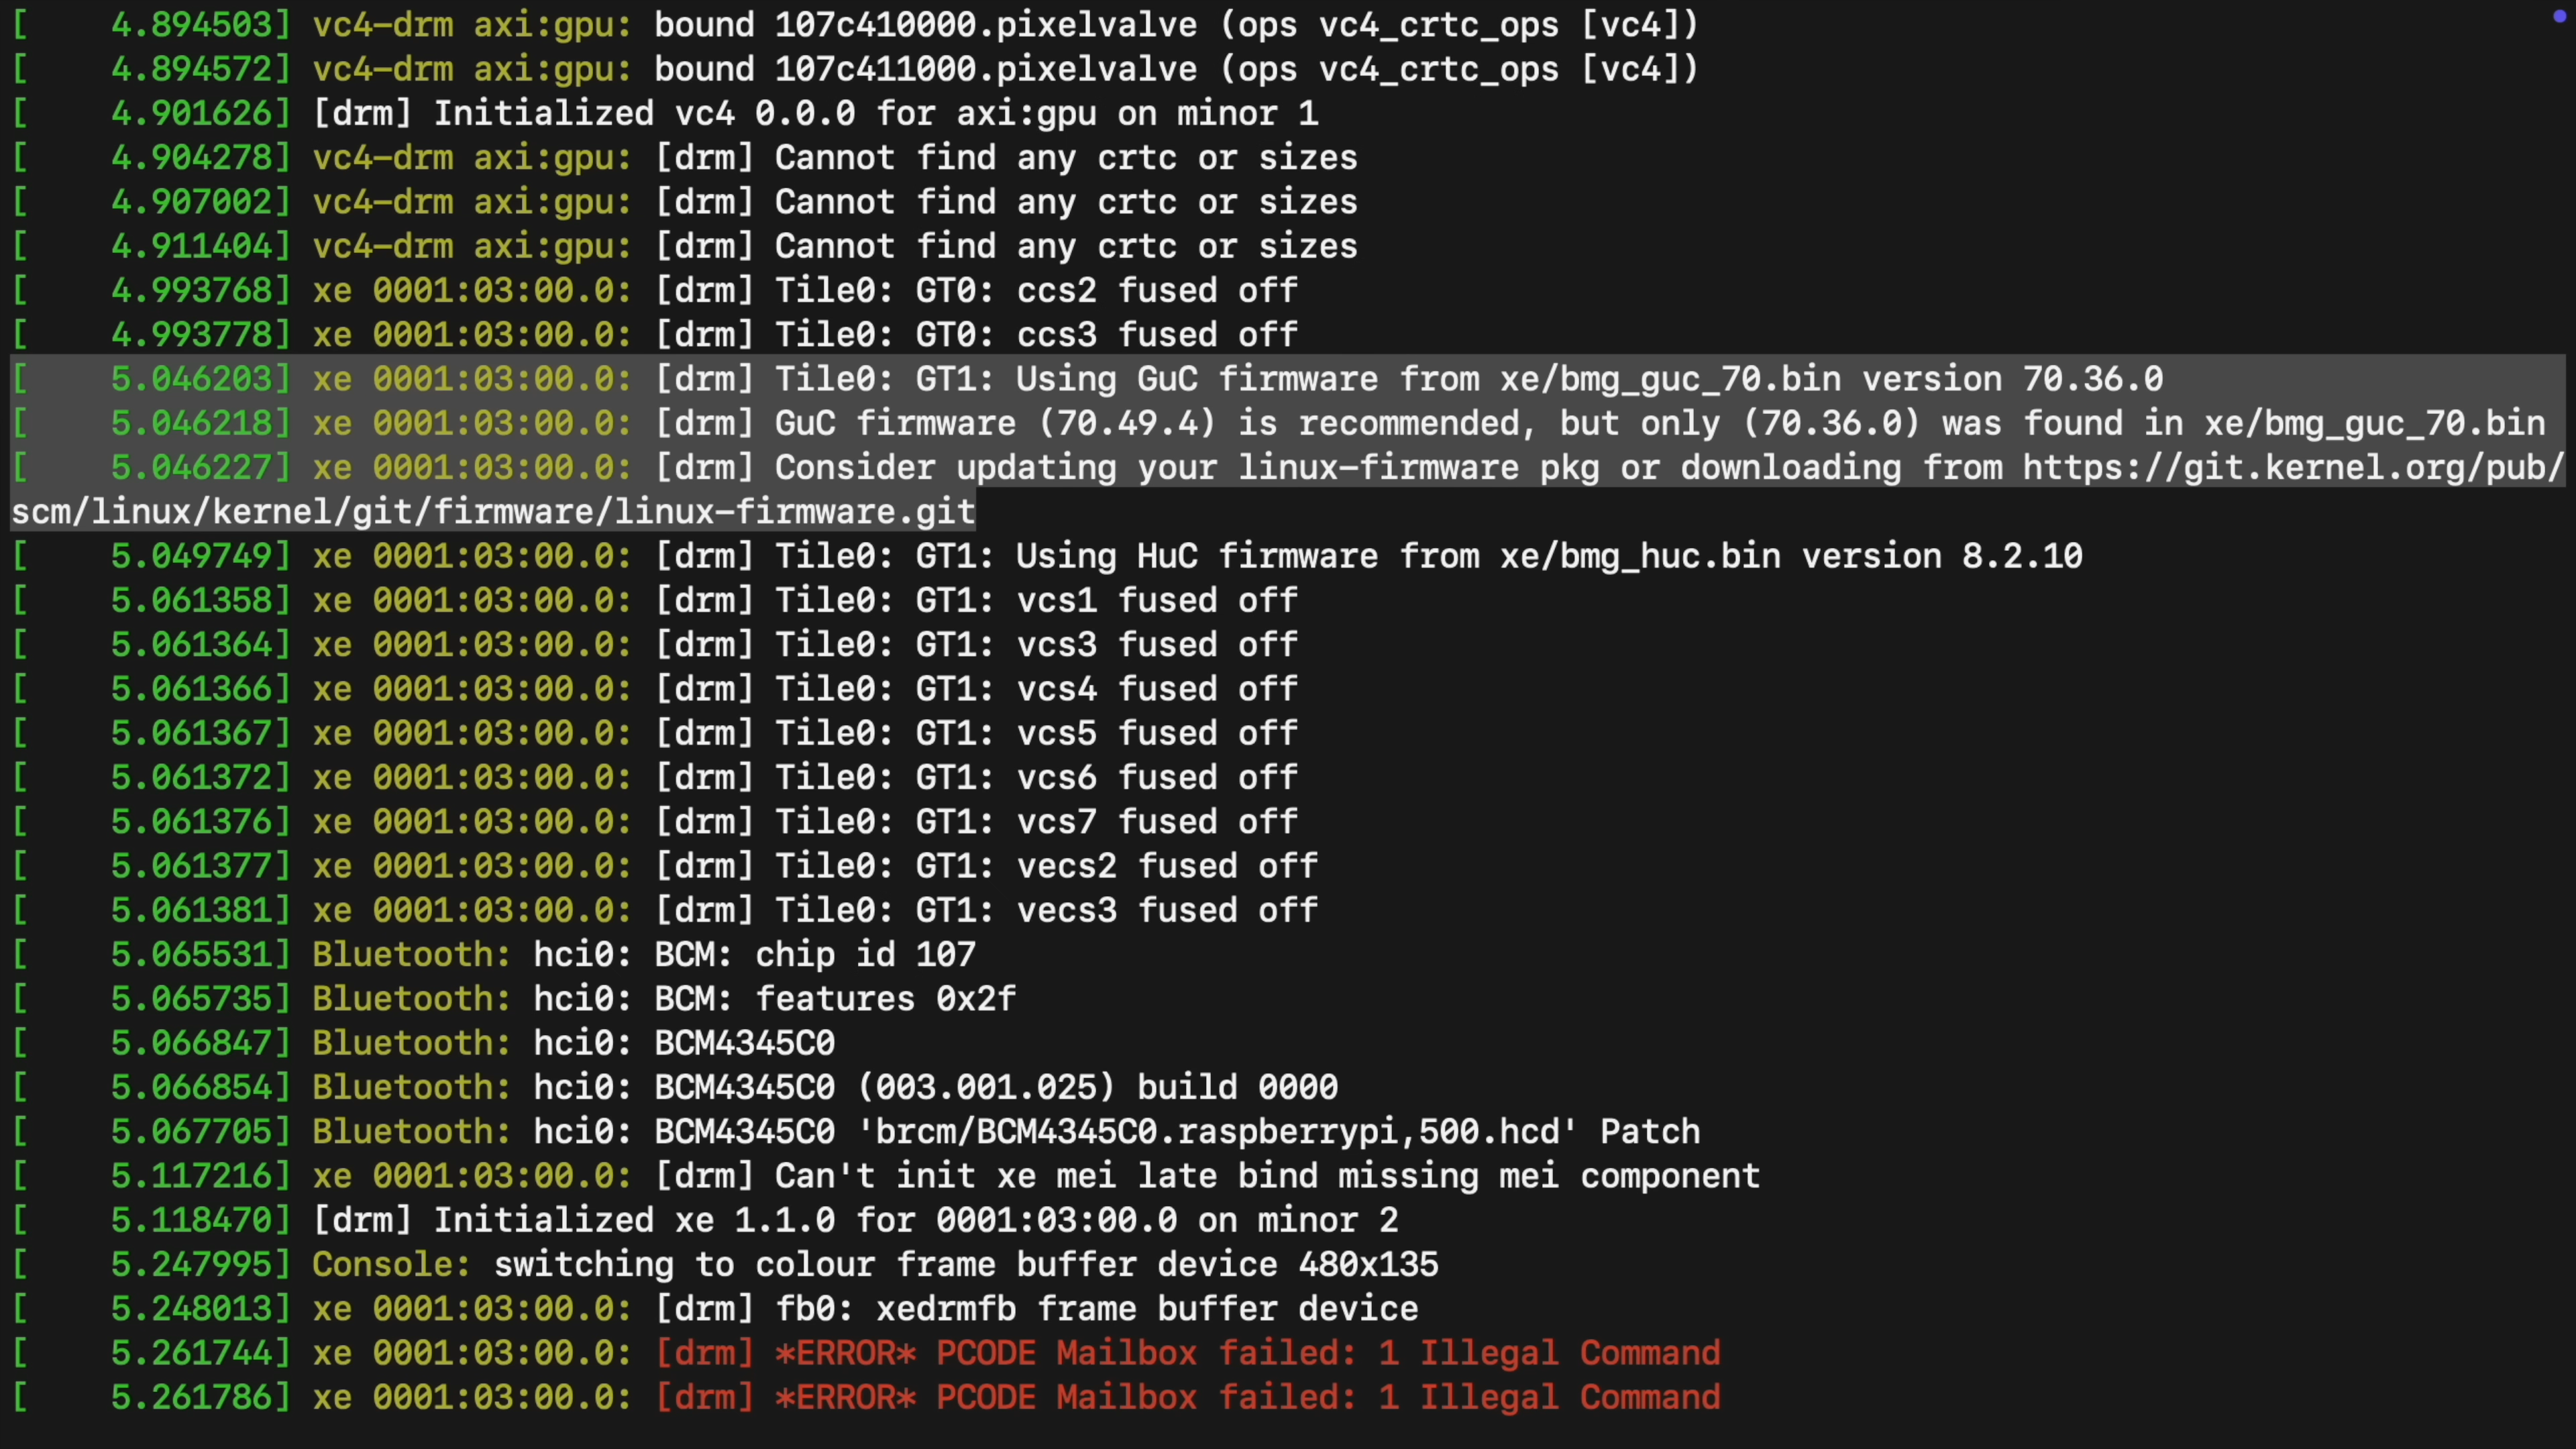 [    4.894503] vc4-drm axi:gpu: bound 107c410000.pixelvalve (ops vc4_crtc_ops [vc4])
[    4.894572] vc4-drm axi:gpu: bound 107c411000.pixelvalve (ops vc4_crtc_ops [vc4])
[    4.901626] [drm] Initialized vc4 0.0.0 for axi:gpu on minor 1
[    4.904278] vc4-drm axi:gpu: [drm] Cannot find any crtc or sizes
[    4.907002] vc4-drm axi:gpu: [drm] Cannot find any crtc or sizes
[    4.911404] vc4-drm axi:gpu: [drm] Cannot find any crtc or sizes
[    4.993768] xe 0001:03:00.0: [drm] Tile0: GT0: ccs2 fused off
[    4.993778] xe 0001:03:00.0: [drm] Tile0: GT0: ccs3 fused off
[    5.046203] xe 0001:03:00.0: [drm] Tile0: GT1: Using GuC firmware from xe/bmg_guc_70.bin version 70.36.0
[    5.046218] xe 0001:03:00.0: [drm] GuC firmware (70.49.4) is recommended, but only (70.36.0) was found in xe/bmg_guc_70.bin
[    5.046227] xe 0001:03:00.0: [drm] Consider updating your linux-firmware pkg or downloading from https://git.kernel.org/pub/
scm/linux/kernel/git/firmware/linux-firmware.git
[    5.049749] xe 0001:03:00.0: [drm] Tile0: GT1: Using HuC firmware from xe/bmg_huc.bin version 8.2.10
[    5.061358] xe 0001:03:00.0: [drm] Tile0: GT1: vcs1 fused off
[    5.061364] xe 0001:03:00.0: [drm] Tile0: GT1: vcs3 fused off
[    5.061366] xe 0001:03:00.0: [drm] Tile0: GT1: vcs4 fused off
[    5.061367] xe 0001:03:00.0: [drm] Tile0: GT1: vcs5 fused off
[    5.061372] xe 0001:03:00.0: [drm] Tile0: GT1: vcs6 fused off
[    5.061376] xe 0001:03:00.0: [drm] Tile0: GT1: vcs7 fused off
[    5.061377] xe 0001:03:00.0: [drm] Tile0: GT1: vecs2 fused off
[    5.061381] xe 0001:03:00.0: [drm] Tile0: GT1: vecs3 fused off
[    5.065531] Bluetooth: hci0: BCM: chip id 107
[    5.065735] Bluetooth: hci0: BCM: features 0x2f
[    5.066847] Bluetooth: hci0: BCM4345C0
[    5.066854] Bluetooth: hci0: BCM4345C0 (003.001.025) build 0000
[    5.067705] Bluetooth: hci0: BCM4345C0 'brcm/BCM4345C0.raspberrypi,500.hcd' Patch
[    5.117216] xe 0001:03:00.0: [drm] Can't init xe mei late bind missing mei component
[    5.118470] [drm] Initialized xe 1.1.0 for 0001:03:00.0 on minor 2
[    5.247995] Console: switching to colour frame buffer device 480x135
[    5.248013] xe 0001:03:00.0: [drm] fb0: xedrmfb frame buffer device
[    5.261744] xe 0001:03:00.0: [drm] *ERROR* PCODE Mailbox failed: 1 Illegal Command
[    5.261786] xe 0001:03:00.0: [drm] *ERROR* PCODE Mailbox failed: 1 Illegal Command